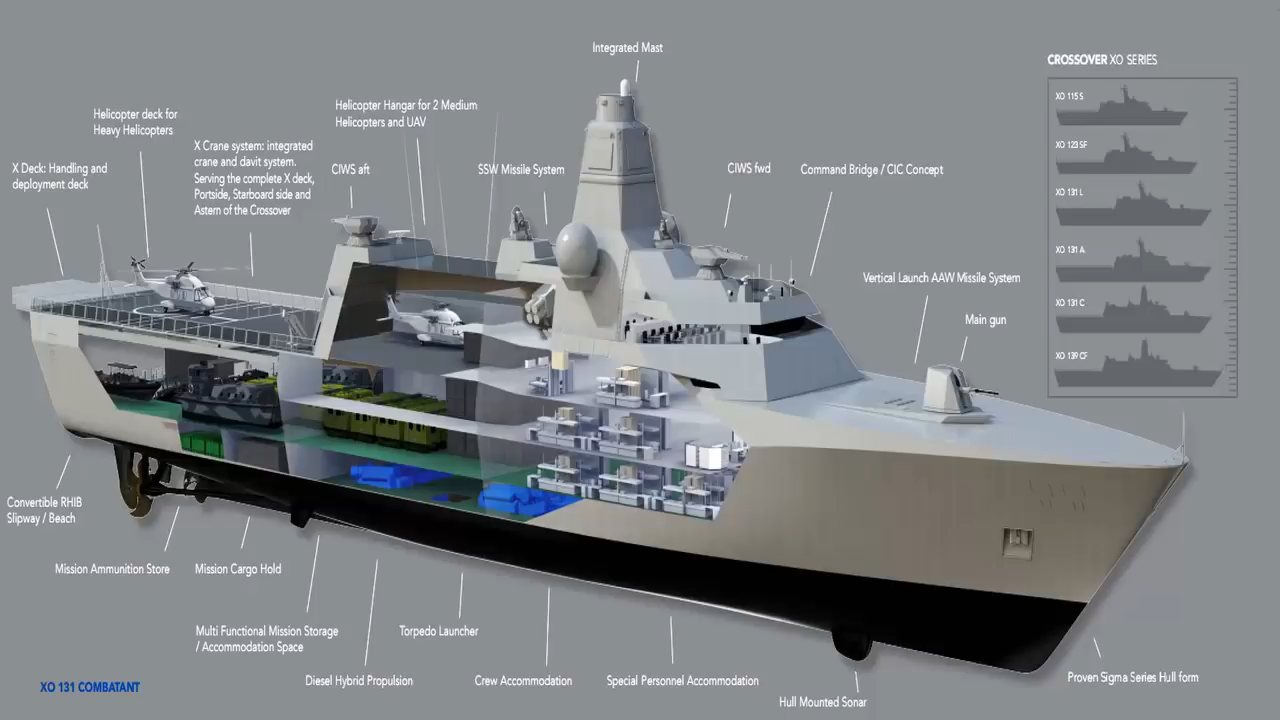 Integrated Mast
CROSSOVER XO SERIES
Helicopter deck for
Heavy Helicopters
Helicopter Hangar for 2 Medium
Helicopters and UAV
X Deck: Handling and
deployment deck
X Crane system: integrated
crane and davit system.
Serving the complete X deck,
Portside, Starboard side and
Astern of the Crossover
CIWS aft
SSW Missile System
CIWS fwd
Command Bridge / CIC Concept
Vertical Launch AAW Missile System
Main gun
XO 115 S
XO 123 SF
XO 131 L
XO 131 A
XO 131 C
XO 139 CF
Convertible RHIB
Slipway / Beach
Mission Ammunition Store
Mission Cargo Hold
Multi Functional Mission Storage
/ Accommodation Space
Diesel Hybrid Propulsion
Torpedo Launcher
Crew Accommodation
Special Personnel Accommodation
Hull Mounted Sonar
Proven Sigma Series Hull form
XO 131 COMBATANT